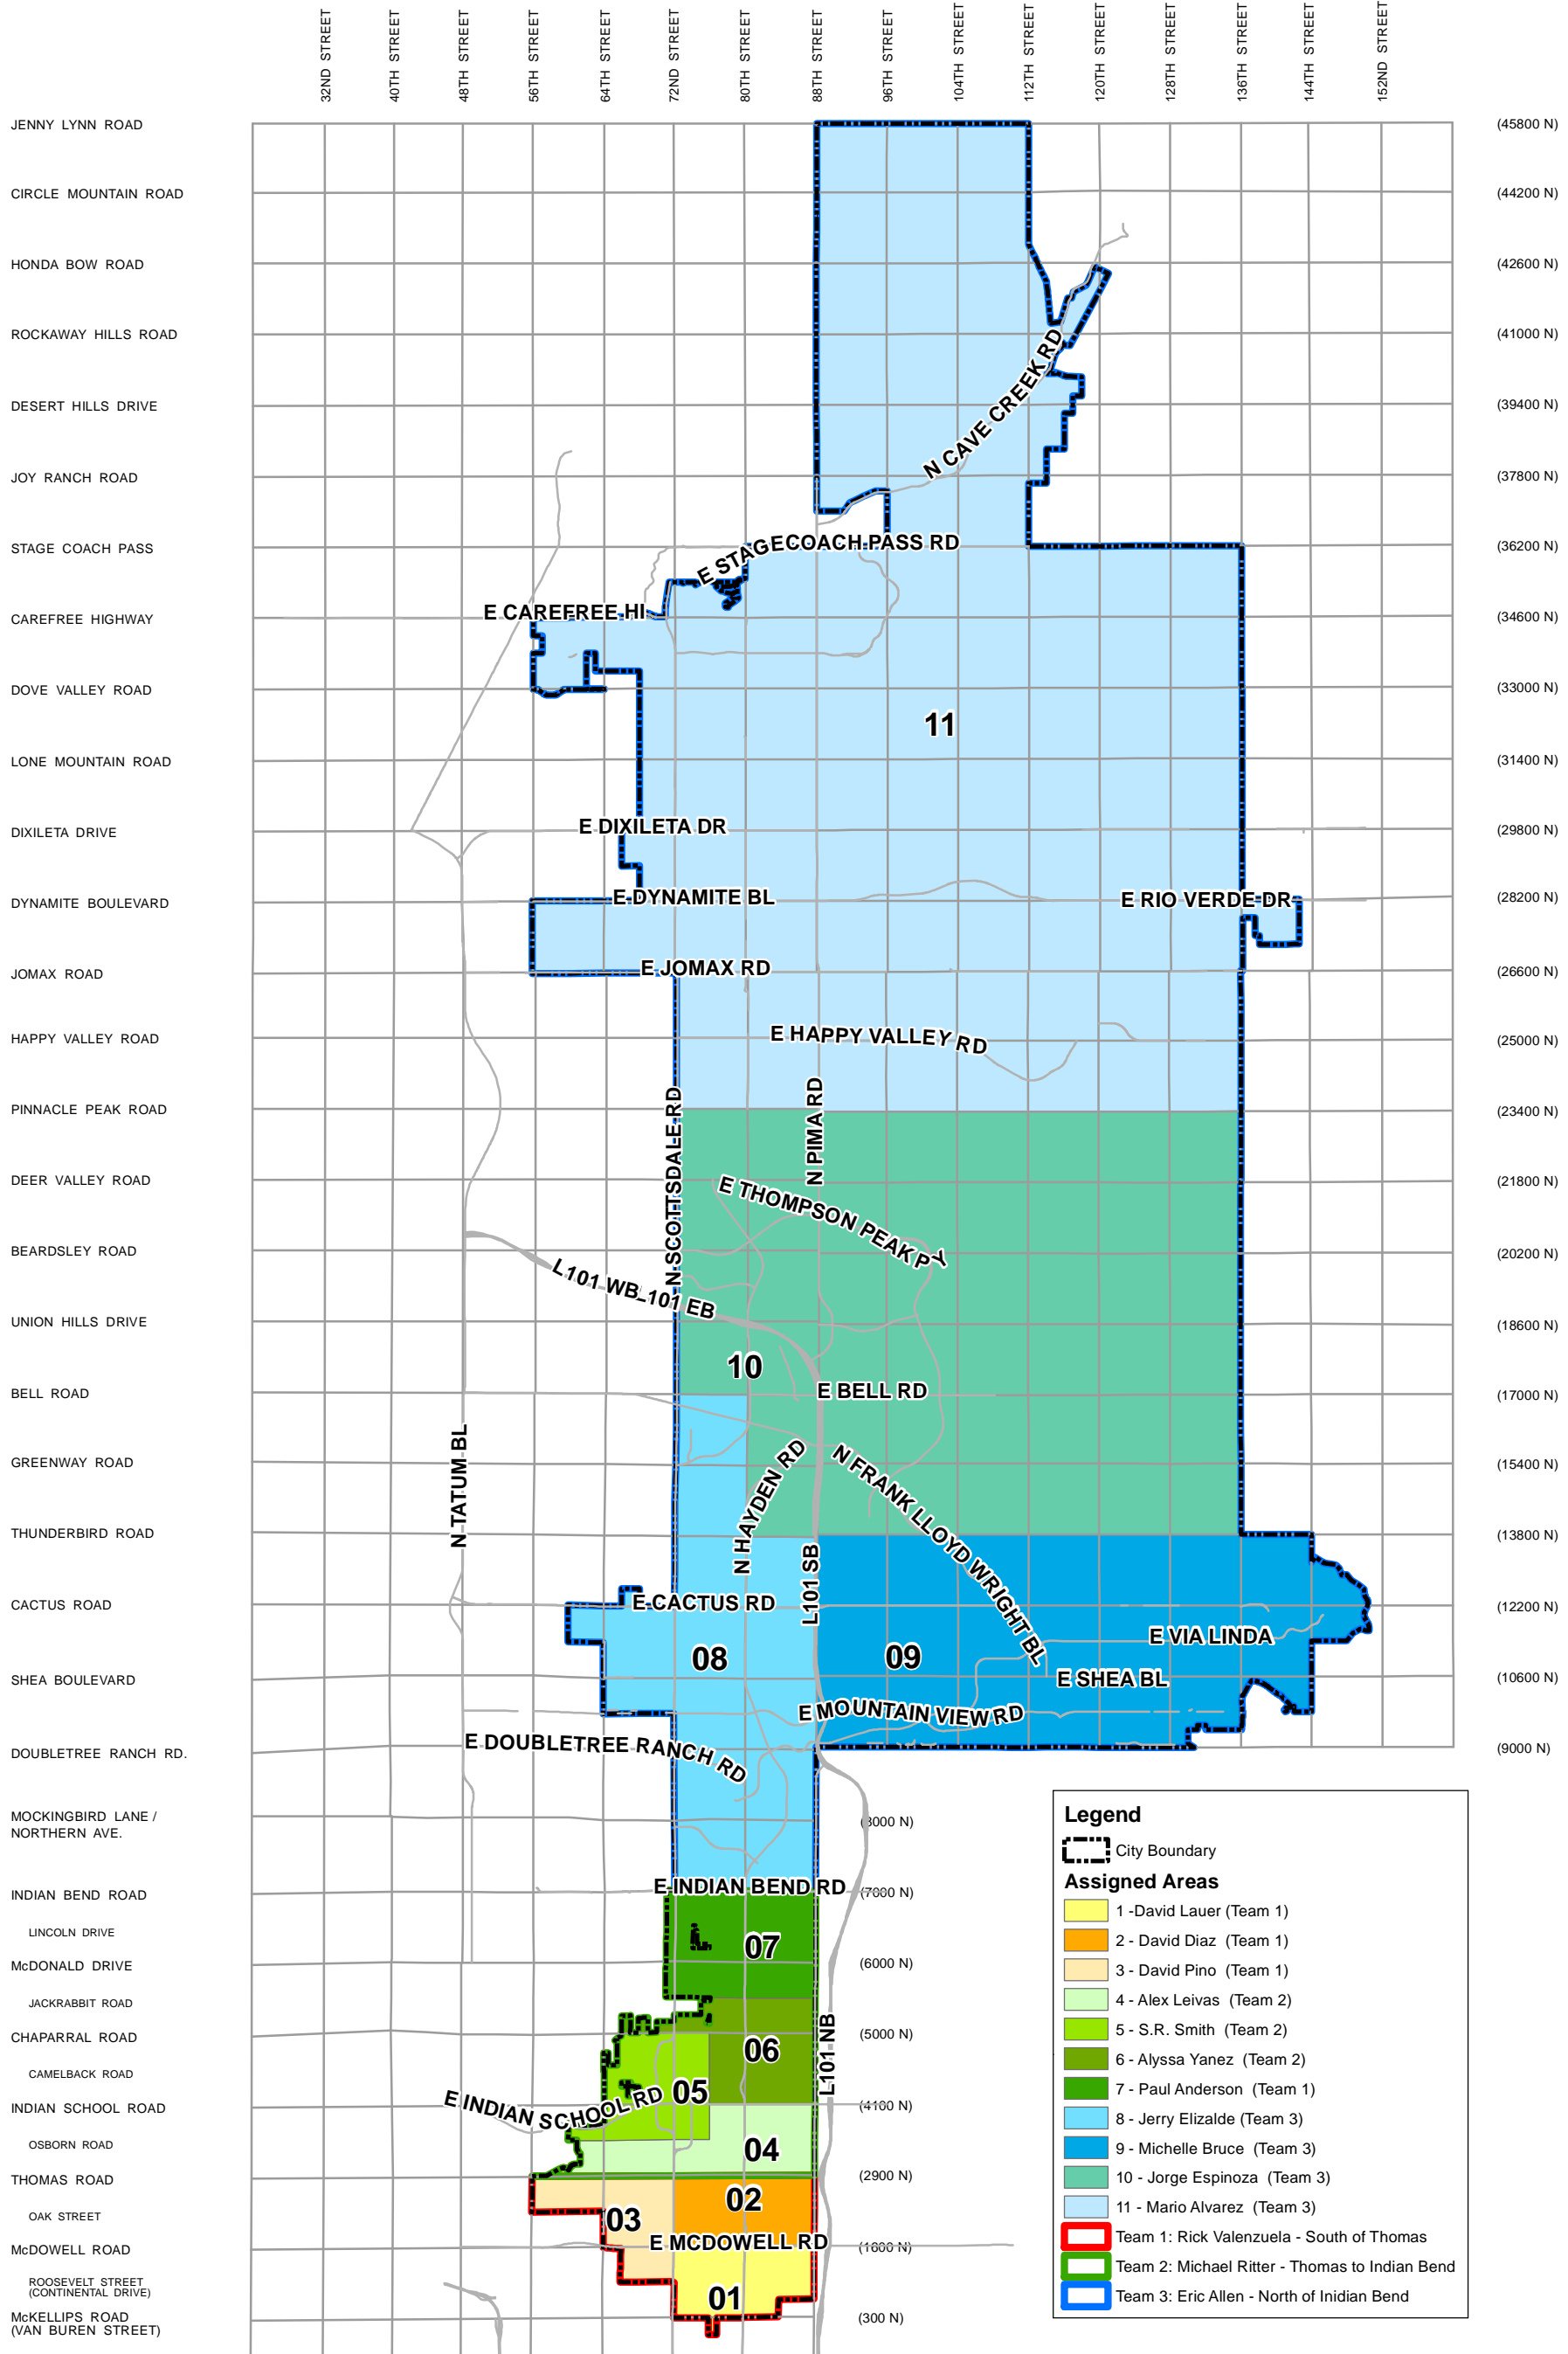 32ND STREET
40TH STREET
48TH STREET
56TH STREET
64TH STREET
72ND STREET
80TH STREET
88TH STREET
96TH STREET
104TH STREET
112TH STREET
120TH STREET
128TH STREET
136TH STREET
144TH STREET
152ND STREET
JENNY LYNN ROAD
(45800 N)
CIRCLE MOUNTAIN ROAD
(44200 N)
HONDA BOW ROAD
(42600 N)
ROCKAWAY HILLS ROAD
(41000 N)
N CAVE CREEK RD
DESERT HILLS DRIVE
(39400 N)
JOY RANCH ROAD
(37800 N)
STAGE COACH PASS
E STAGECOACH PASS RD
(36200 N)
E CAREFREE HI
CAREFREE HIGHWAY
(34600 N)
DOVE VALLEY ROAD
(33000 N)
11
LONE MOUNTAIN ROAD
(31400 N)
E DIXILETA DR
DIXILETA DRIVE
(29800 N)
E DYNAMITE BL
E RIO VERDE DR
DYNAMITE BOULEVARD
(28200 N)
E JOMAX RD
JOMAX ROAD
(26600 N)
E HAPPY VALLEY RD
HAPPY VALLEY ROAD
(25000 N)
PINNACLE PEAK ROAD
(23400 N)
N SCOTTSDALE RD
N PIMA RD
DEER VALLEY ROAD
(21800 N)
E THOMPSON PEAK PY
BEARDSLEY ROAD
(20200 N)
L101 WB
L101 EB
UNION HILLS DRIVE
(18600 N)
10
BELL ROAD
E BELL RD
(17000 N)
GREENWAY ROAD
(15400 N)
N TATUM BL
N HAYDEN RD
N FRANK LLOYD WRIGHT BL
THUNDERBIRD ROAD
(13800 N)
L101 SB
CACTUS ROAD
E CACTUS RD
(12200 N)
E VIA LINDA
08
09
SHEA BOULEVARD
E SHEA BL
(10600 N)
E MOUNTAIN VIEW RD
E DOUBLETREE RANCH RD
DOUBLETREE RANCH RD.
(9000 N)
MOCKINGBIRD LANE /
NORTHERN AVE.
(8000 N)
E INDIAN BEND RD
INDIAN BEND ROAD
(7000 N)
LINCOLN DRIVE
07
McDONALD DRIVE
(6000 N)
JACKRABBIT ROAD
CHAPARRAL ROAD
(5000 N)
06
L101 NB
CAMELBACK ROAD
05
E INDIAN SCHOOL RD
INDIAN SCHOOL ROAD
(4100 N)
OSBORN ROAD
04
THOMAS ROAD
(2900 N)
02
OAK STREET
03
E MCDOWELL RD
McDOWELL ROAD
(1600 N)
ROOSEVELT STREET
(CONTINENTAL DRIVE)
01
McKELLIPS ROAD
(VAN BUREN STREET)
(300 N)
Legend
City Boundary
Assigned Areas
1 -David Lauer (Team 1)
2 - David Diaz (Team 1)
3 - David Pino (Team 1)
4 - Alex Leivas (Team 2)
5 - S.R. Smith (Team 2)
6 - Alyssa Yanez (Team 2)
7 - Paul Anderson (Team 1)
8 - Jerry Elizalde (Team 3)
9 - Michelle Bruce (Team 3)
10 - Jorge Espinoza (Team 3)
11 - Mario Alvarez (Team 3)
Team 1: Rick Valenzuela - South of Thomas
Team 2: Michael Ritter - Thomas to Indian Bend
Team 3: Eric Allen - North of Inidian Bend